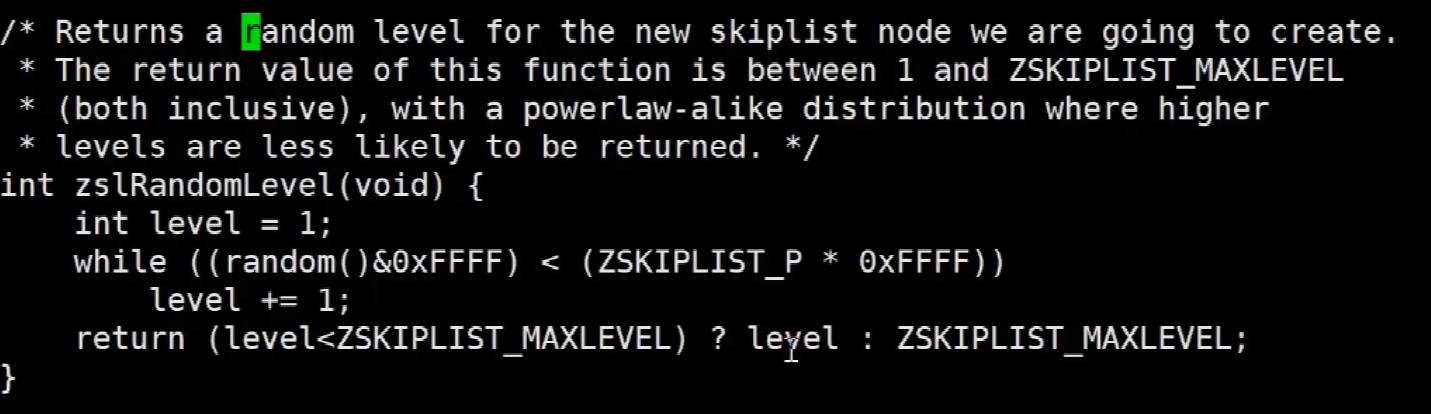 /* Returns a random level for the new skiplist node we are going to create.
 * The return value of this function is between 1 and ZSKIPLIST_MAXLEVEL
 * (both inclusive), with a powerlaw-alike distribution where higher
 * levels are less likely to be returned. */
int zslRandomLevel(void) {
    int level = 1;
    while ((random()&0xFFFF) < (ZSKIPLIST_P * 0xFFFF))
        level += 1;
    return (level<ZSKIPLIST_MAXLEVEL) ? level : ZSKIPLIST_MAXLEVEL;
}